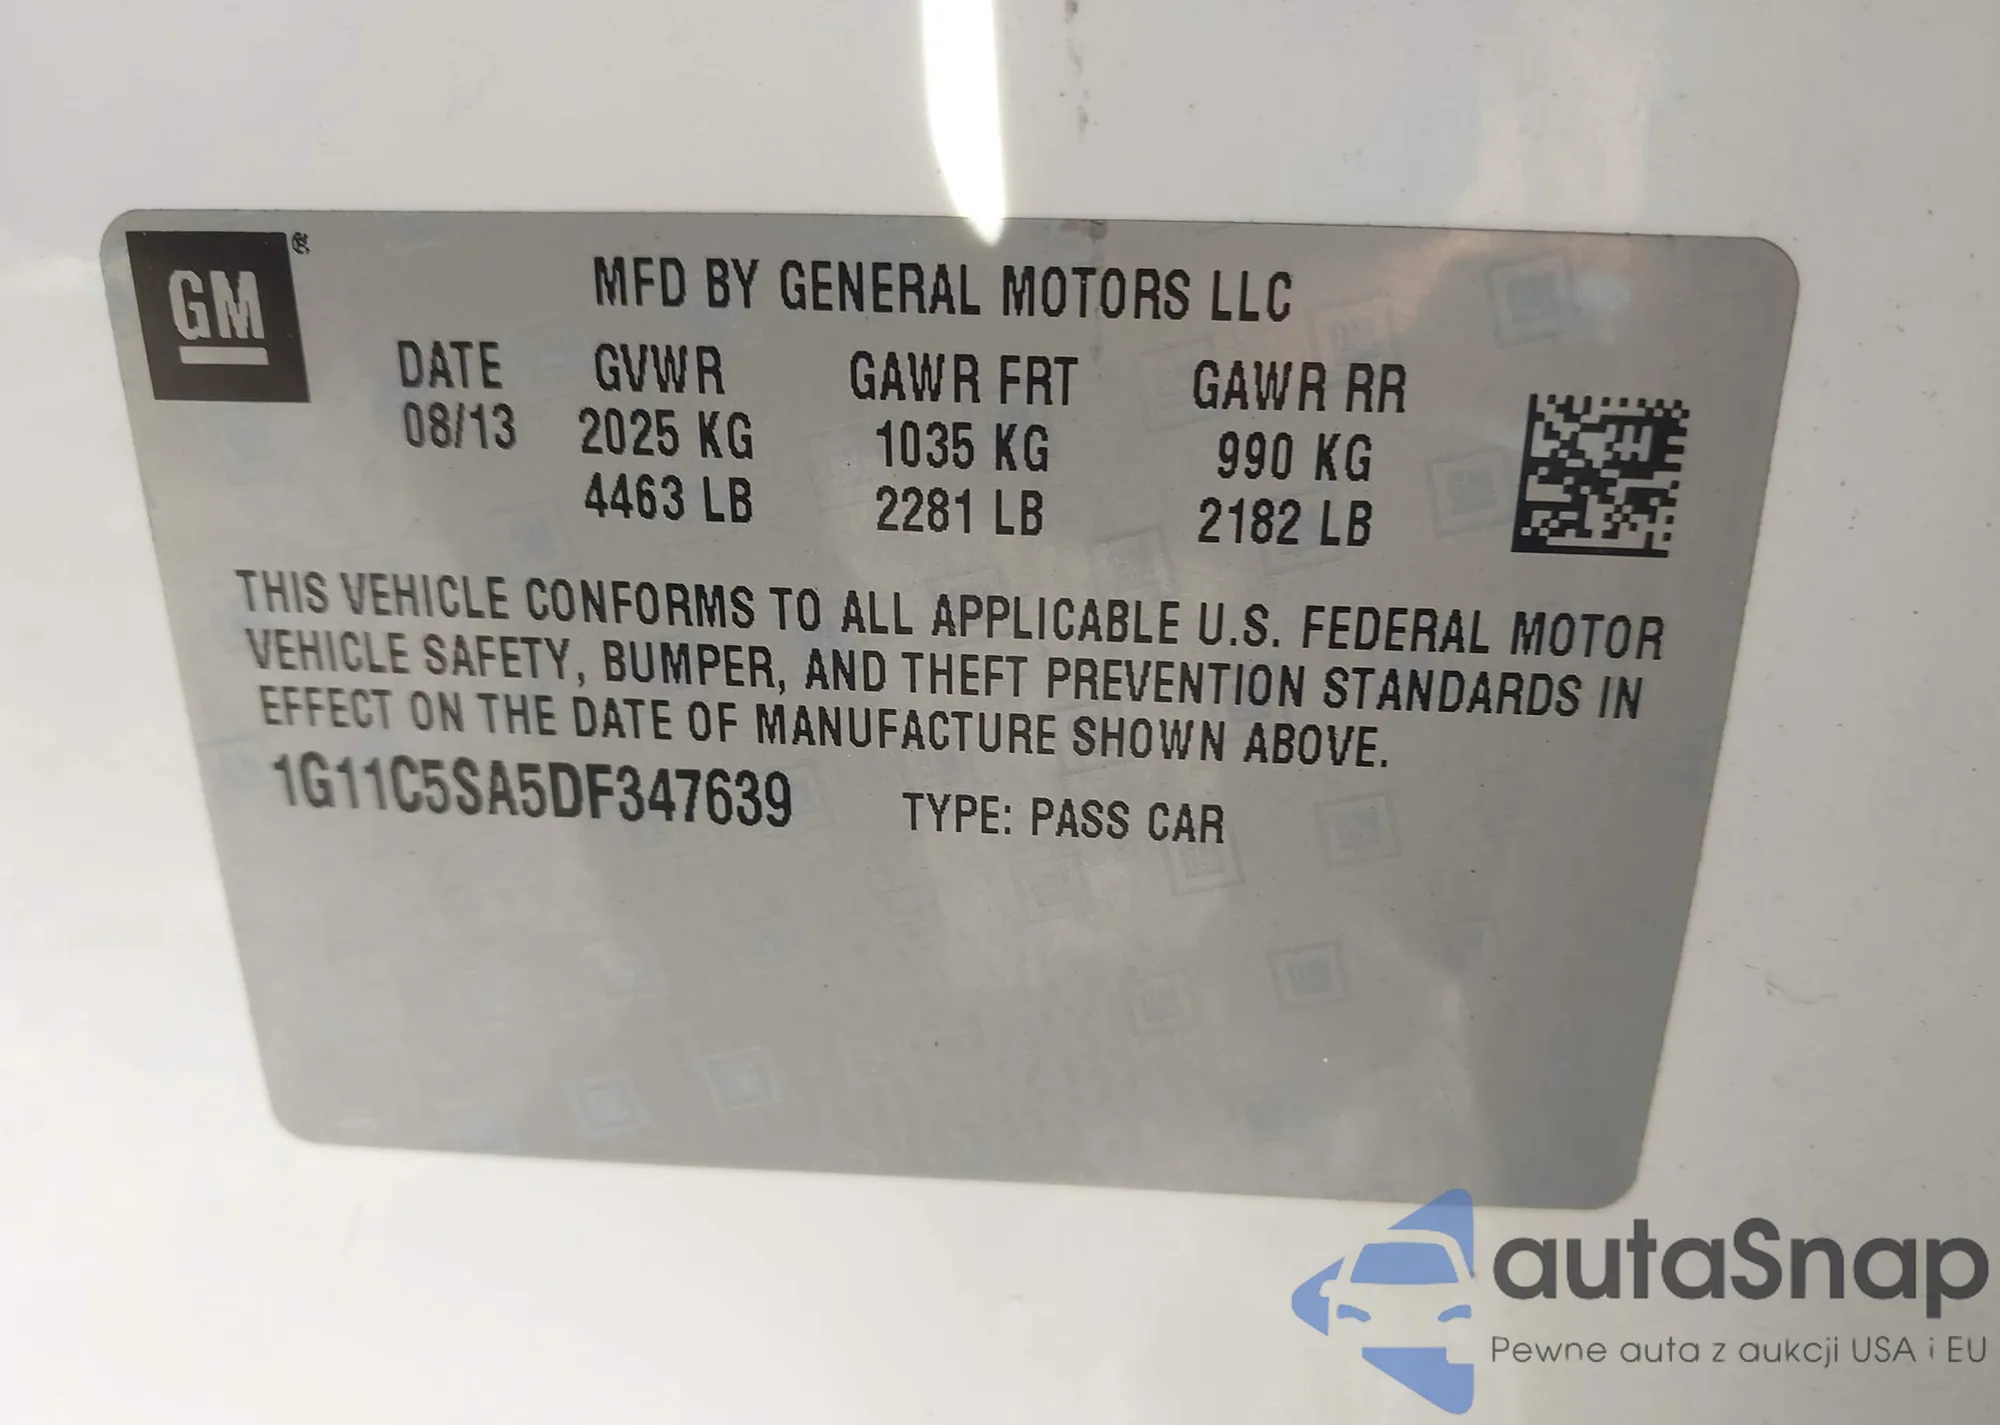 GM®
MFD BY GENERAL MOTORS LLC
DATE GVWR GAWR FRT GAWR RR
08/13 2025 KG 1035 KG 990 KG
4463 LB 2281 LB 2182 LB
THIS VEHICLE CONFORMS TO ALL APPLICABLE U.S. FEDERAL MOTOR
VEHICLE SAFETY, BUMPER, AND THEFT PREVENTION STANDARDS IN
EFFECT ON THE DATE OF MANUFACTURE SHOWN ABOVE.
1G11C5SA5DF347639 TYPE: PASS CAR
autaSnap
Pewne auta z aukcji USA i EU